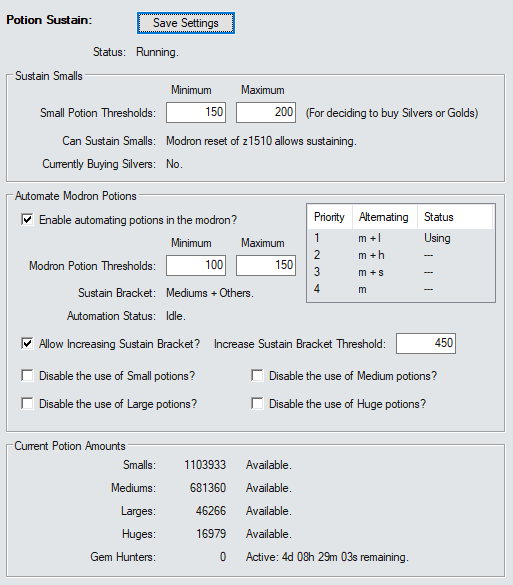 Potion Sustain: Save Settings
Status: Running.
Sustain Smalls
Minimum Maximum
Small Potion Thresholds: 150 200 (For deciding to buy Silvers or Golds)
Can Sustain Smalls: Modron reset of z1510 allows sustaining.
Currently Buying Silvers: No.
Automate Modron Potions
Enable automating potions in the modron?
Minimum Maximum
Modron Potion Thresholds: 100 150
Sustain Bracket: Mediums + Others.
Automation Status: Idle.
Priority Alternating Status
1 m + l Using
2 m + h ---
3 m + s ---
4 m ---
Allow Increasing Sustain Bracket? Increase Sustain Bracket Threshold: 450
Disable the use of Small potions? Disable the use of Medium potions?
Disable the use of Large potions? Disable the use of Huge potions?
Current Potion Amounts
Smalls: 1103933 Available.
Mediums: 681360 Available.
Larges: 46266 Available.
Huges: 16979 Available.
Gem Hunters: 0 Active: 4d 08h 29m 03s remaining.